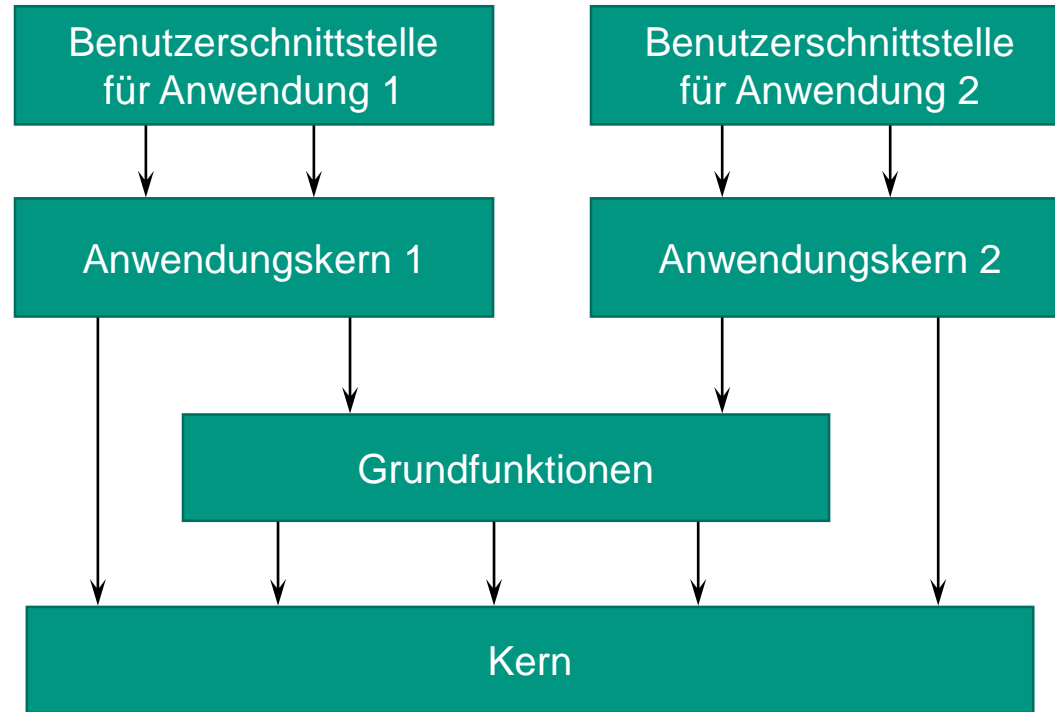 Benutzerschnittstelle
für Anwendung 1
Benutzerschnittstelle
für Anwendung 2
Anwendungskern 1
Anwendungskern 2
Grundfunktionen
Kern